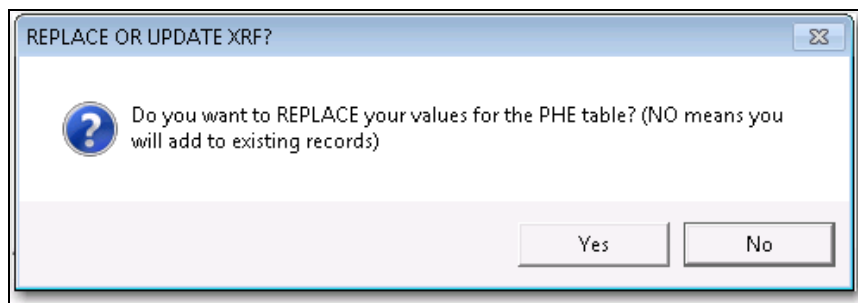 REPLACE OR UPDATE XRF?
Do you want to REPLACE your values for the PHE table? (NO means you
will add to existing records)
Yes
No